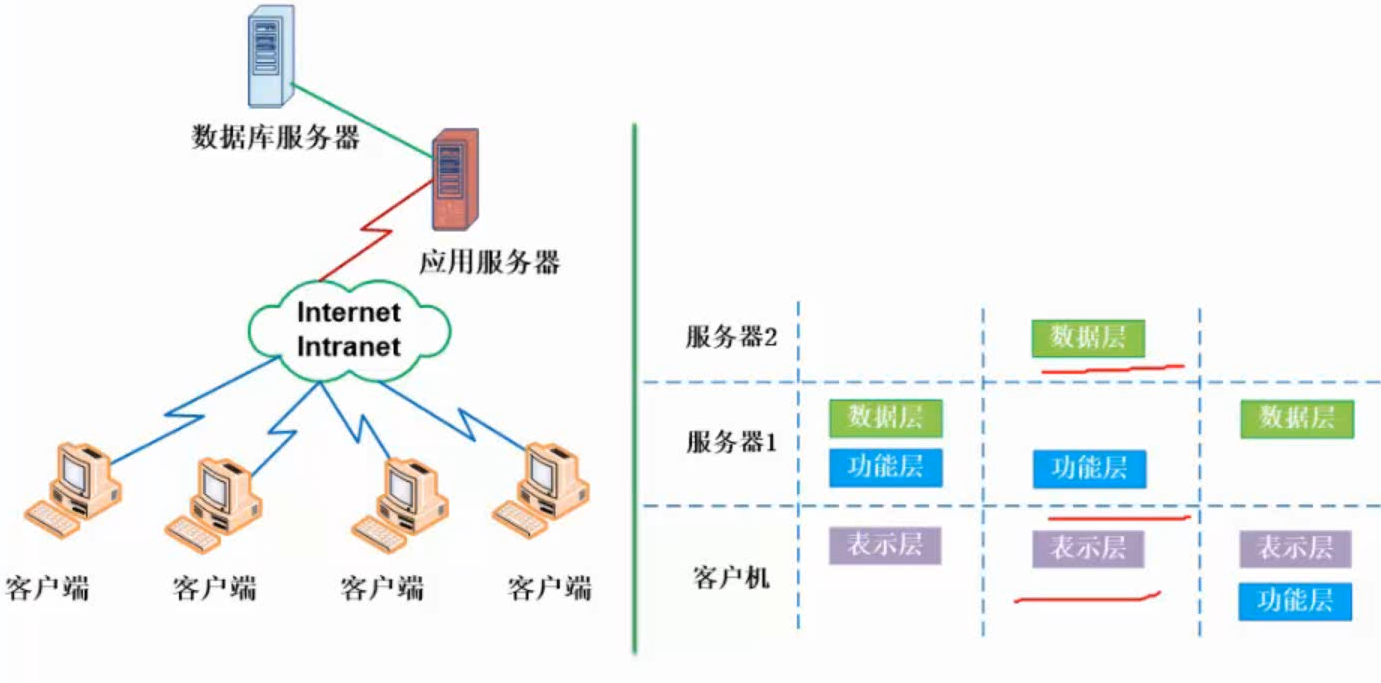 数据库服务器
应用服务器
Internet
Intranet
客户端 客户端 客户端 客户端
服务器2 数据层
服务器1 数据层 数据层
功能层 功能层
客户机 表示层 表示层 表示层
功能层